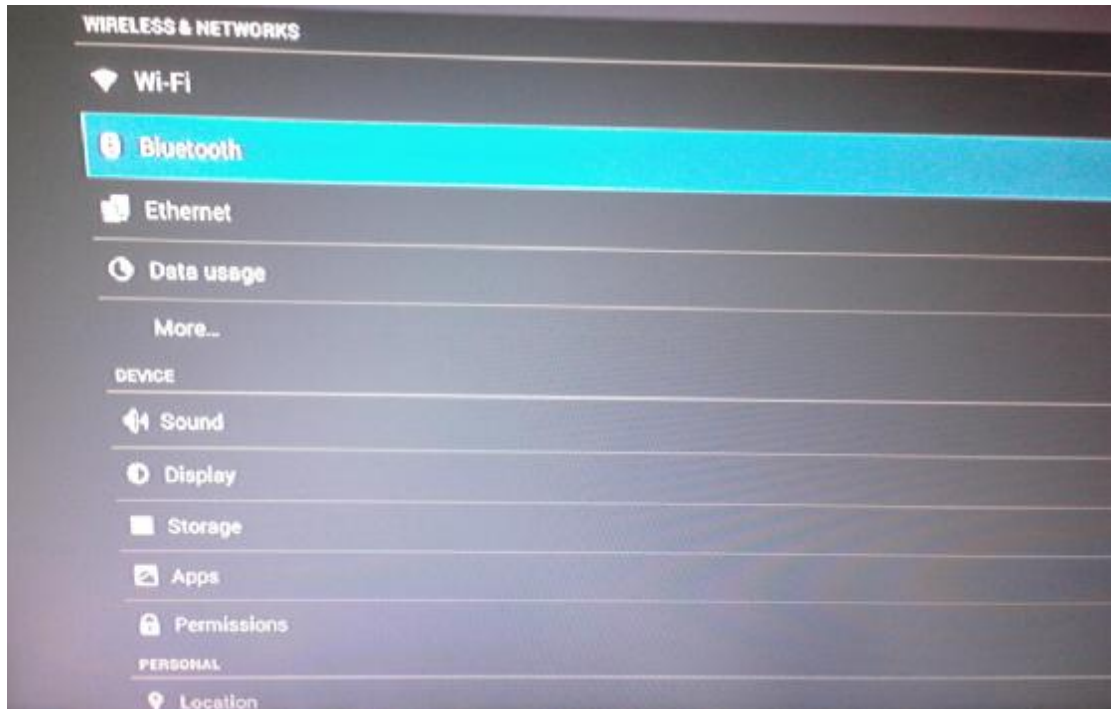 WIRELESS & NETWORKS
Wi-Fi
Bluetooth
Ethernet
Data usage
More...
DEVICE
Sound
Display
Storage
Apps
Permissions
PERSONAL
Location